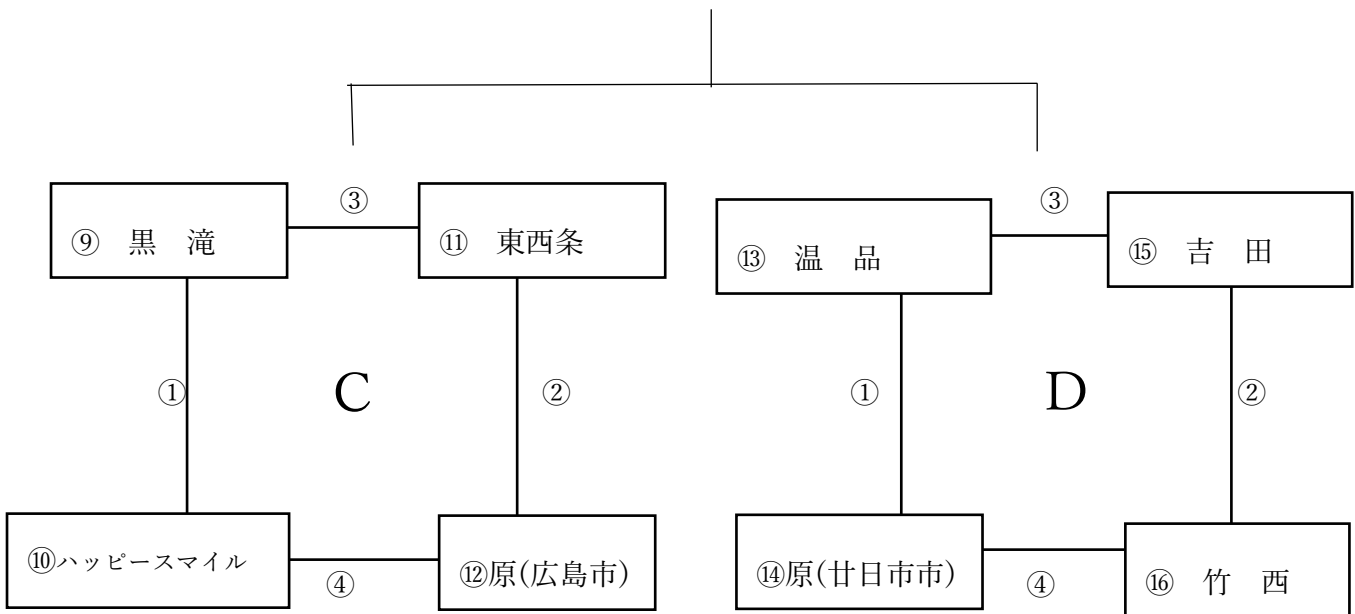 ③ ③
⑨ 黒 滝 ⑪ 東西条 ⑬ 温 品 ⑮ 吉 田
① C ② ① D ②
⑩ハッピースマイル ④ ⑫原(広島市) ⑭原(廿日市市) ④ ⑯ 竹 西